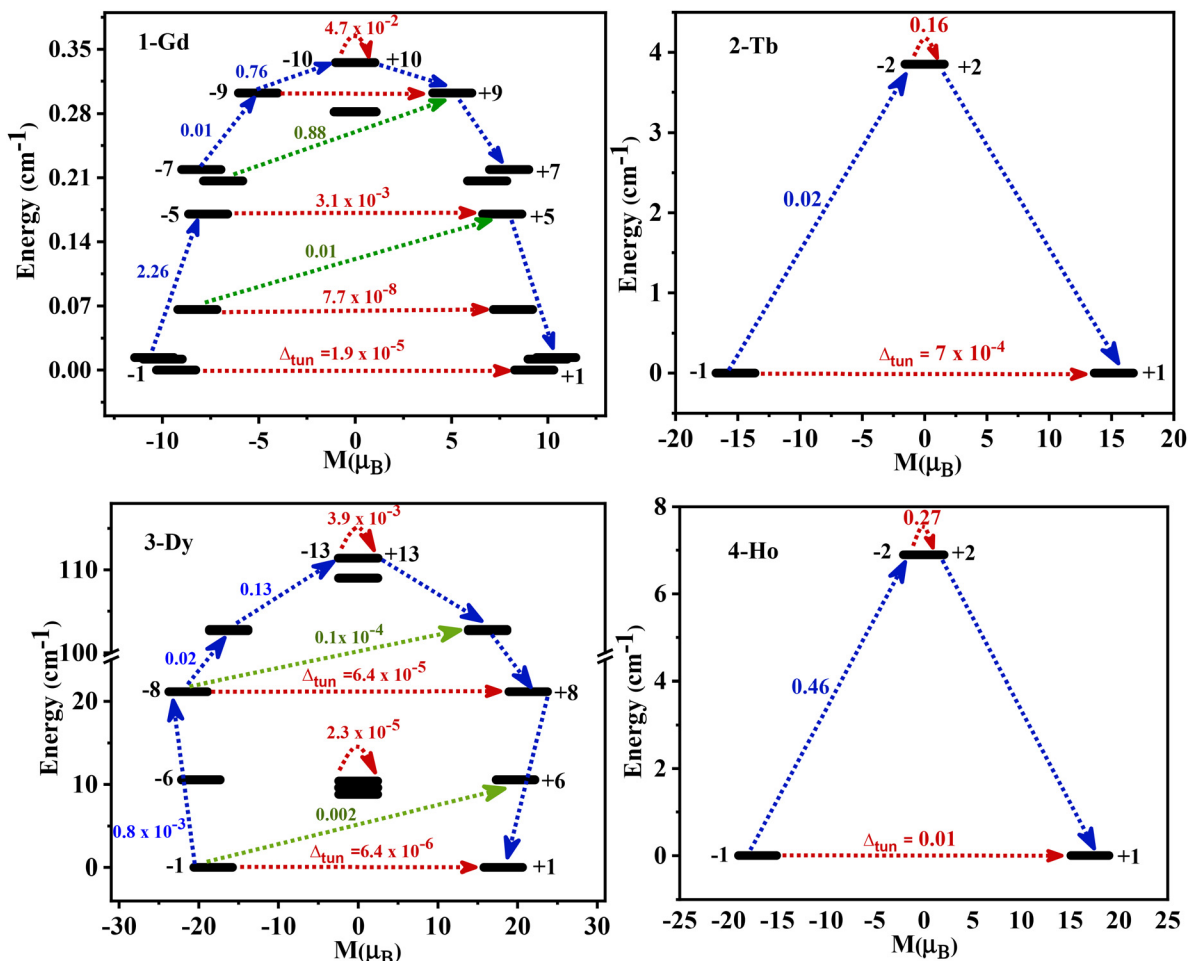 1-Gd
4.7 x 10⁻²
-10 +10
0.76
-9 +9
0.88
0.01
-7 +7
3.1 x 10⁻³
-5 +5
0.01
2.26
7.7 x 10⁻⁸
Δtun =1.9 x 10⁻⁵
-1 +1
0.35
0.28
0.21
0.14
0.07
0.00
Energy (cm⁻¹)
-10 -5 0 5 10
M(μB)
2-Tb
0.16
-2 +2
0.02
Δtun = 7 x 10⁻⁴
-1 +1
4
3
2
1
0
Energy (cm⁻¹)
-20 -15 -10 -5 0 5 10 15 20
M(μB)
3-Dy
3.9 x 10⁻³
-13 +13
0.13
0.1x 10⁻⁴
0.02
Δtun =6.4 x 10⁻⁵
-8 +8
2.3 x 10⁻⁵
-6 +6
0.002
0.8 x 10⁻³
Δtun =6.4 x 10⁻⁶
-1 +1
110
100
20
10
0
Energy (cm⁻¹)
-30 -20 -10 0 10 20 30
M(μB)
4-Ho
0.27
-2 +2
0.46
Δtun = 0.01
-1 +1
8
6
4
2
0
Energy (cm⁻¹)
-25 -20 -15 -10 -5 0 5 10 15 20 25
M(μB)